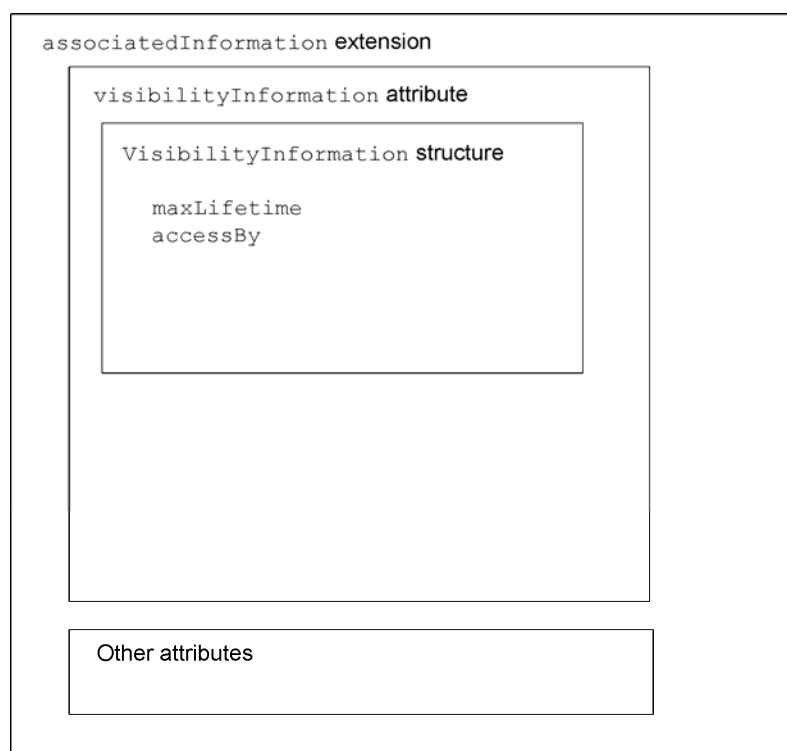 associatedInformation extension
visibilityInformation attribute
VisibilityInformation structure
maxLifetime
accessBy
Other attributes